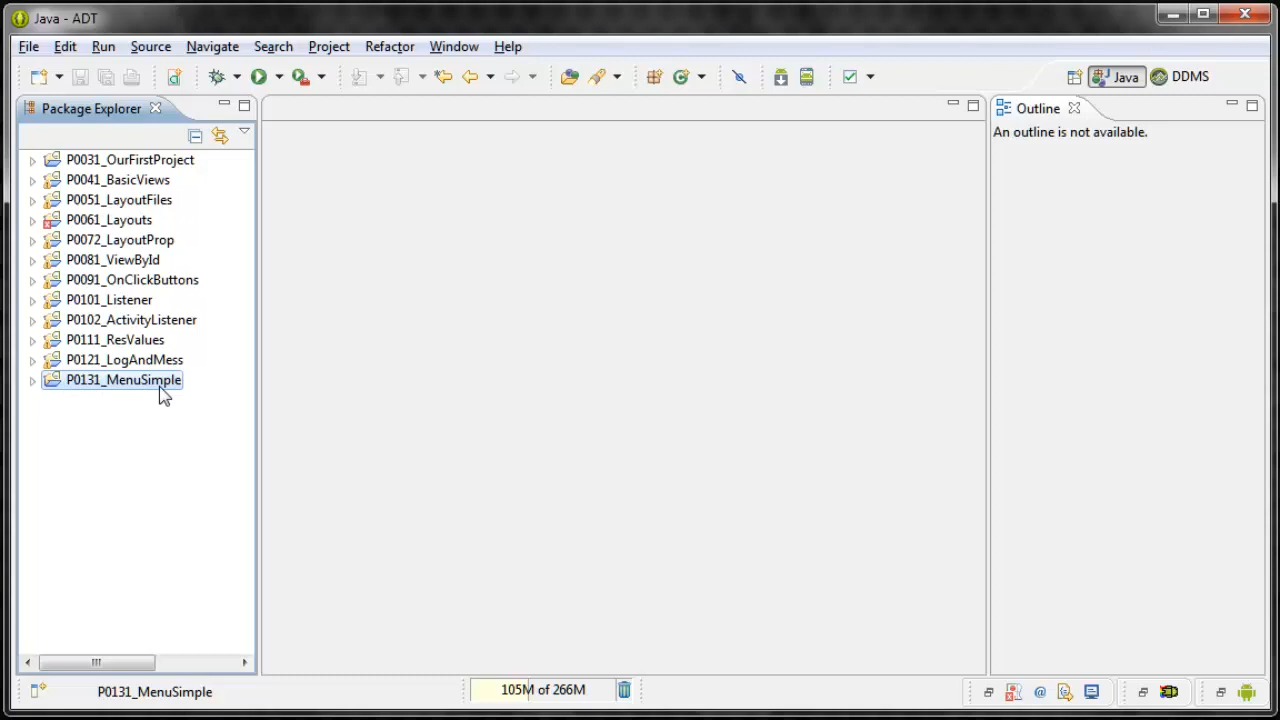 Java - ADT
File Edit Run Source Navigate Search Project Refactor Window Help
Java DDMS
Package Explorer
Outline
An outline is not available.
P0031_OurFirstProject
P0041_BasicViews
P0051_LayoutFiles
P0061_Layouts
P0072_LayoutProp
P0081_ViewById
P0091_OnClickButtons
P0101_Listener
P0102_ActivityListener
P0111_ResValues
P0121_LogAndMess
P0131_MenuSimple
P0131_MenuSimple
105M of 266M